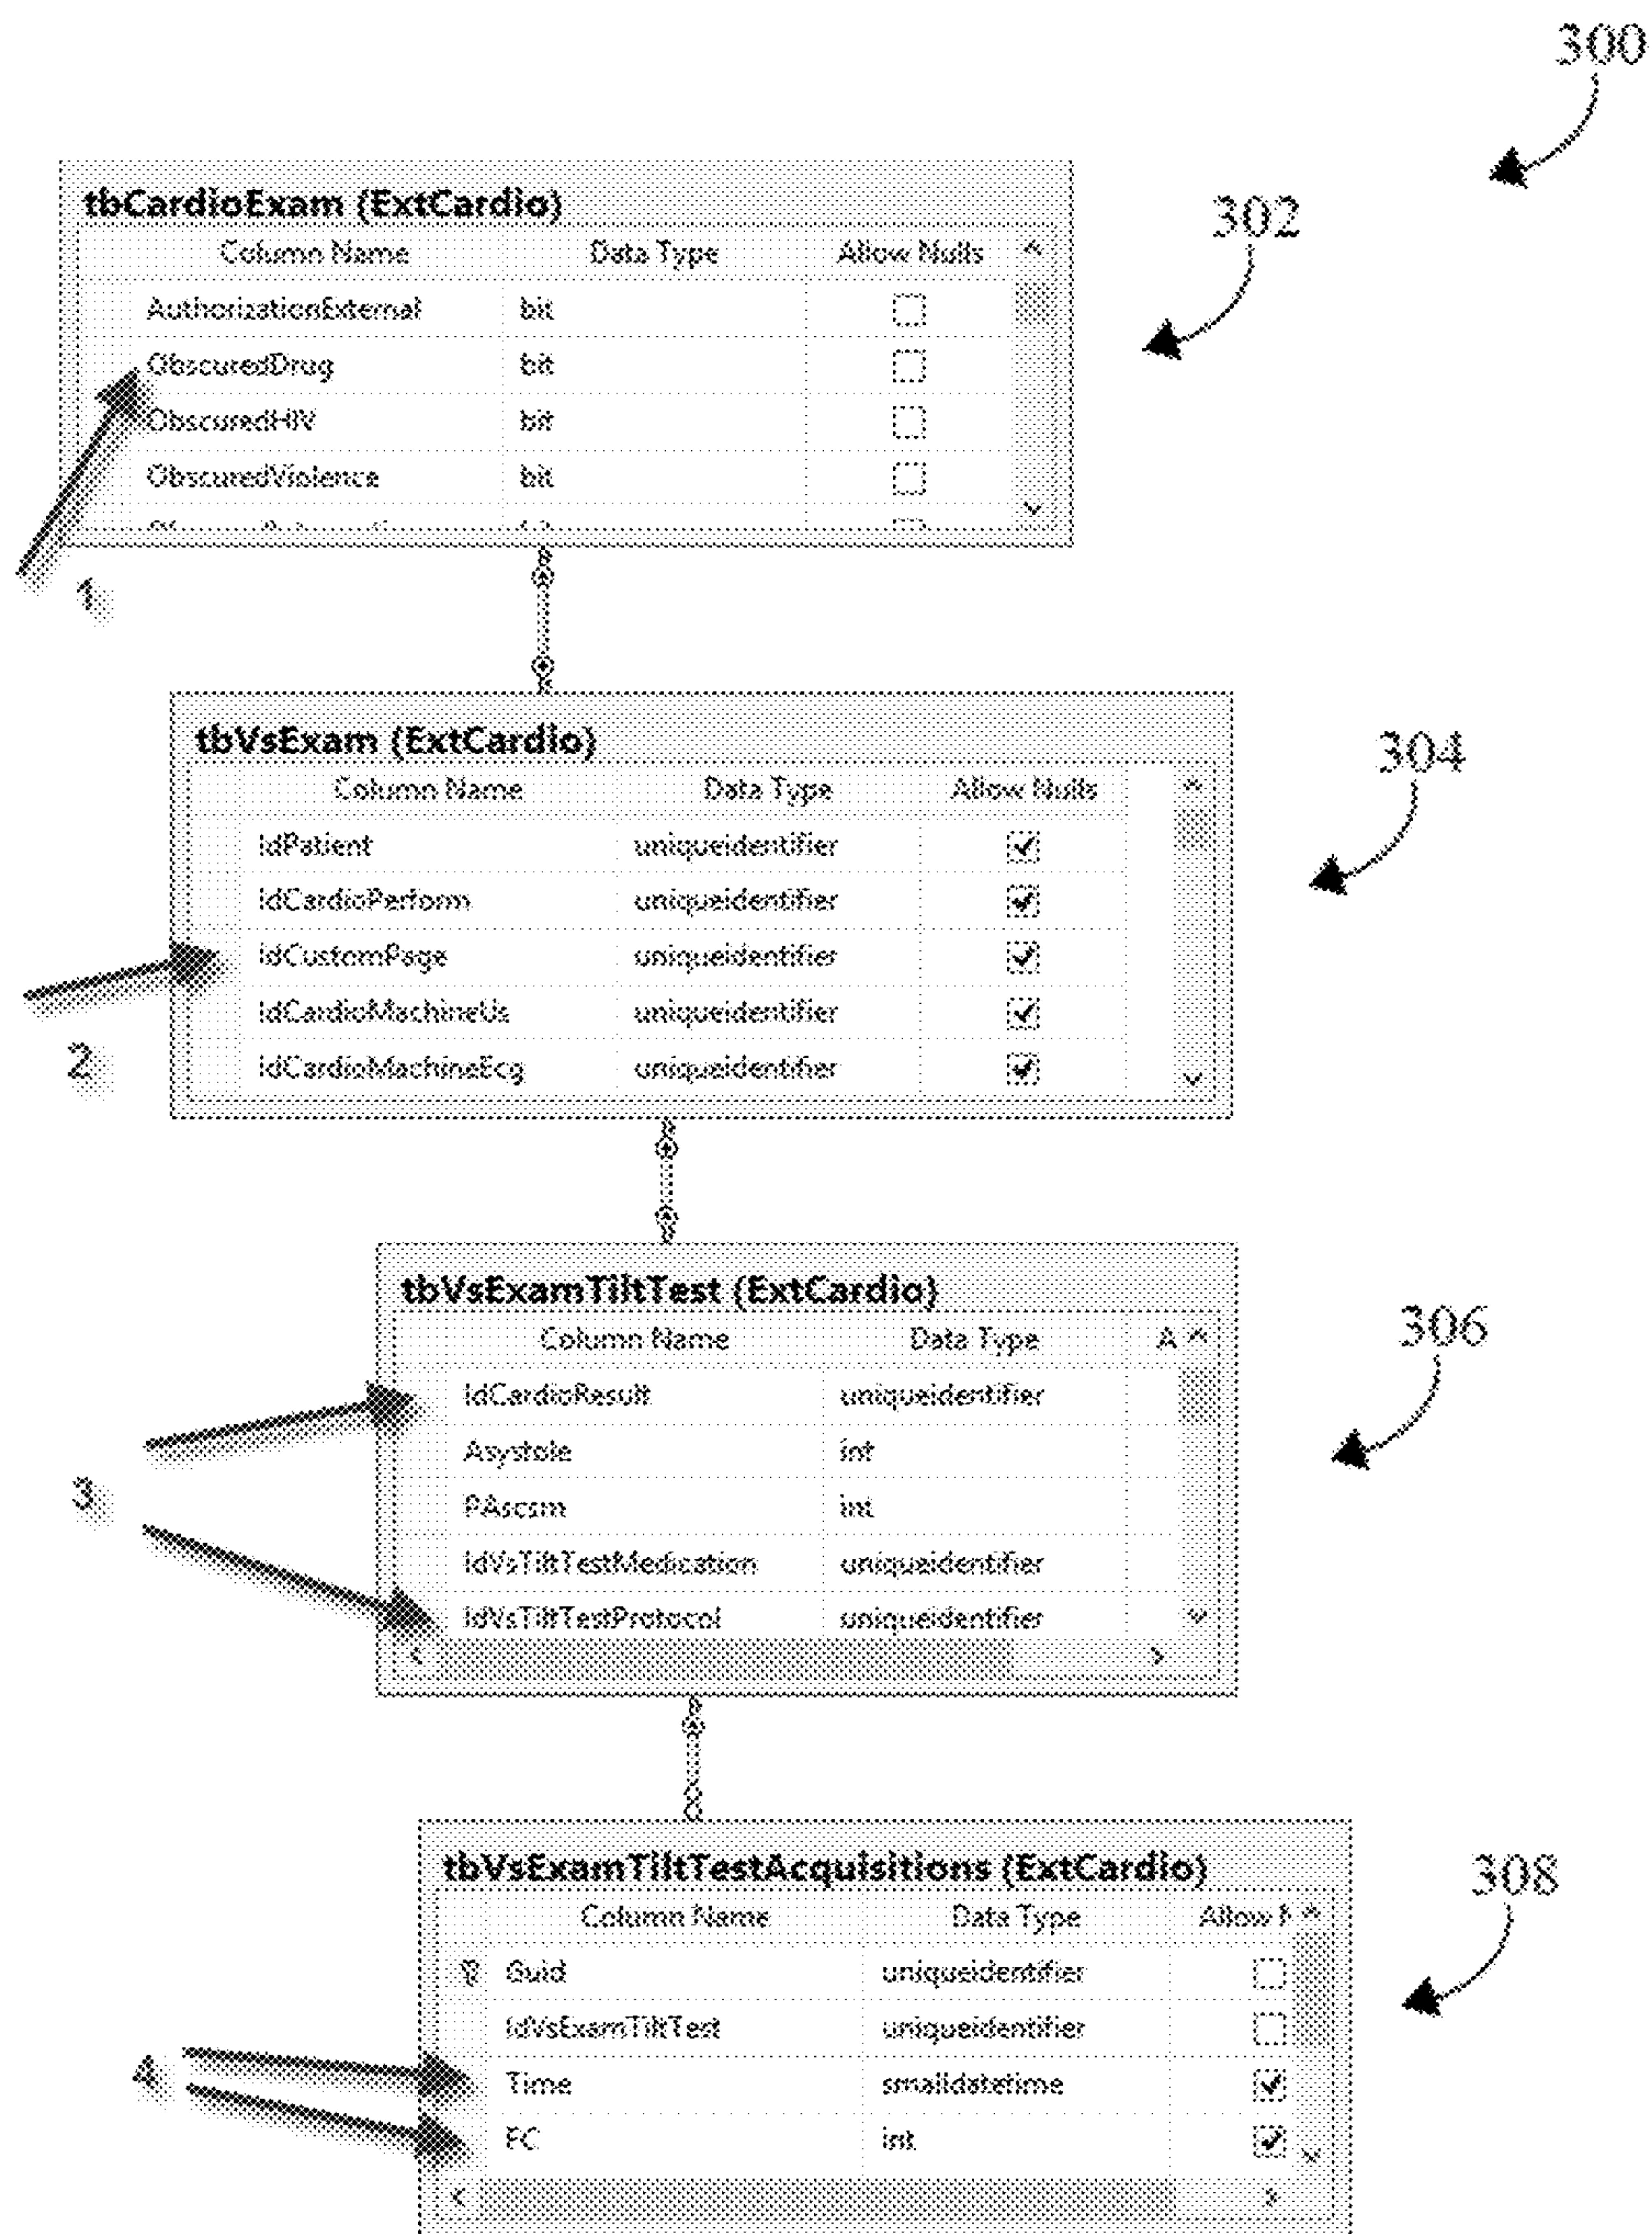 300
tbCardioExam (ExtCardio)
302
Column Name Data Type Allow Nulls
AuthorizationExternal bit
ObscuredDrug bit
ObscuredHIV bit
ObscuredViolence bit
1
tbVsExam (ExtCardio)
304
Column Name Data Type Allow Nulls
IdPatient uniqueidentifier
IdCardioPerform uniqueidentifier
IdCustomPage uniqueidentifier
IdCardioMachineUs uniqueidentifier
2
IdCardioMachineEcg uniqueidentifier
tbVsExamTiltTest (ExtCardio)
306
Column Name Data Type A
IdCardioResult uniqueidentifier
Asystole int
3
PAscsm int
IdVsTiltTestMedication uniqueidentifier
IdVsTiltTestProtocol uniqueidentifier
tbVsExamTiltTestAcquisitions (ExtCardio)
308
Column Name Data Type Allow N
Guid uniqueidentifier
IdVsExamTiltTest uniqueidentifier
4
Time smalldatetime
FC int